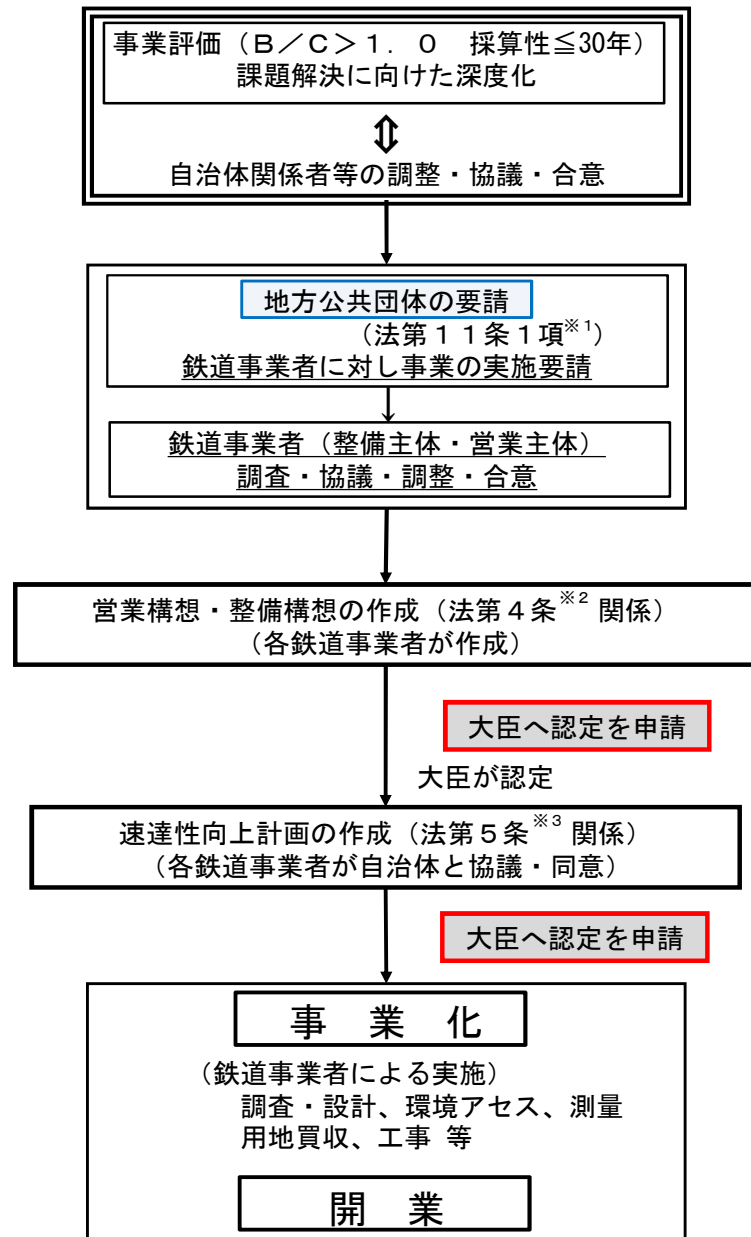 事業評価（Ｂ／Ｃ＞１．０　採算性≦30年）
課題解決に向けた深度化
⇕
自治体関係者等の調整・協議・合意
地方公共団体の要請
（法第１１条１項※１）
鉄道事業者に対し事業の実施要請
鉄道事業者（整備主体・営業主体）
調査・協議・調整・合意
営業構想・整備構想の作成（法第４条※２ 関係）
（各鉄道事業者が作成）
大臣へ認定を申請
大臣が認定
速達性向上計画の作成（法第５条※３ 関係）
（各鉄道事業者が自治体と協議・同意）
大臣へ認定を申請
事　業　化
（鉄道事業者による実施）
調査・設計、環境アセス、測量
用地買収、工事 等
開　業